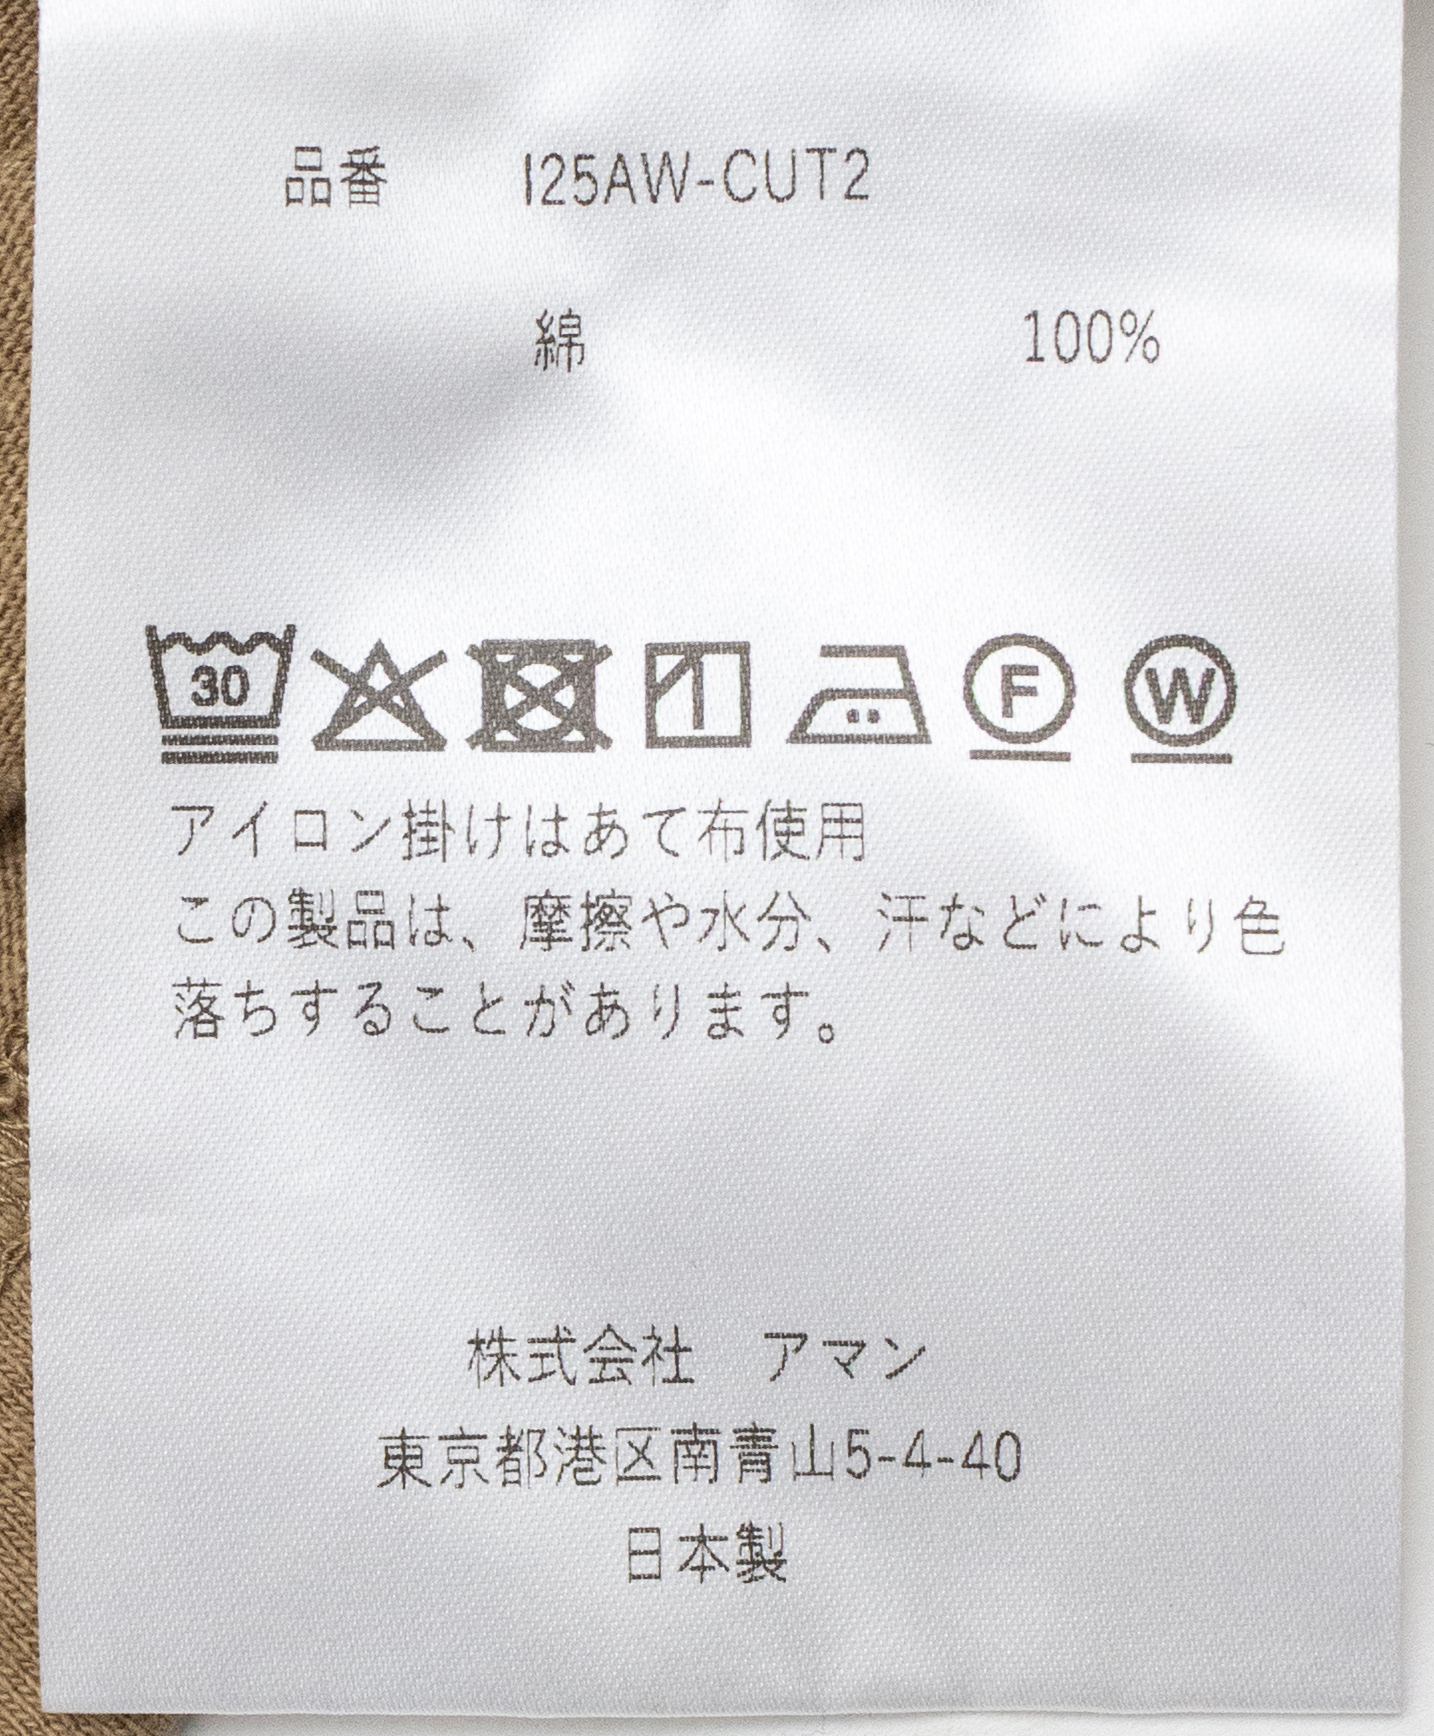 品番 I25AW-CUT2
綿 100%
30 F W
アイロン掛けはあて布使用
この製品は、摩擦や水分、汗などにより色
落ちすることがあります。
株式会社 アマン
東京都港区南青山5-4-40
日本製